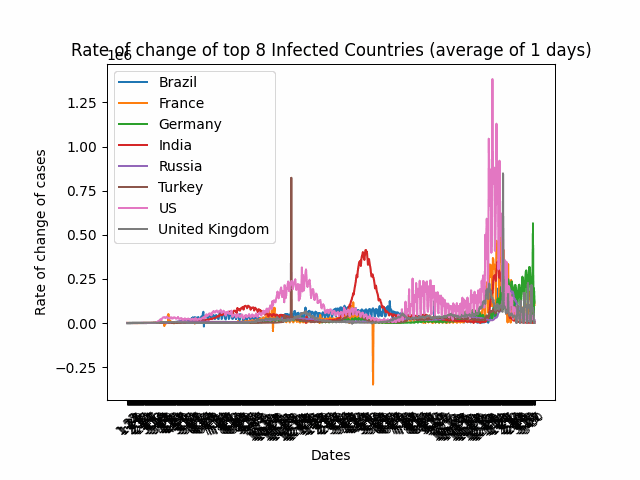 Rate of change of top 8 Infected Countries (average of 1 days)
1e6
Brazil
France
Germany
India
Russia
Turkey
US
United Kingdom
1.25
1.00
0.75
0.50
0.25
0.00
−0.25
Rate of change of cases
Dates